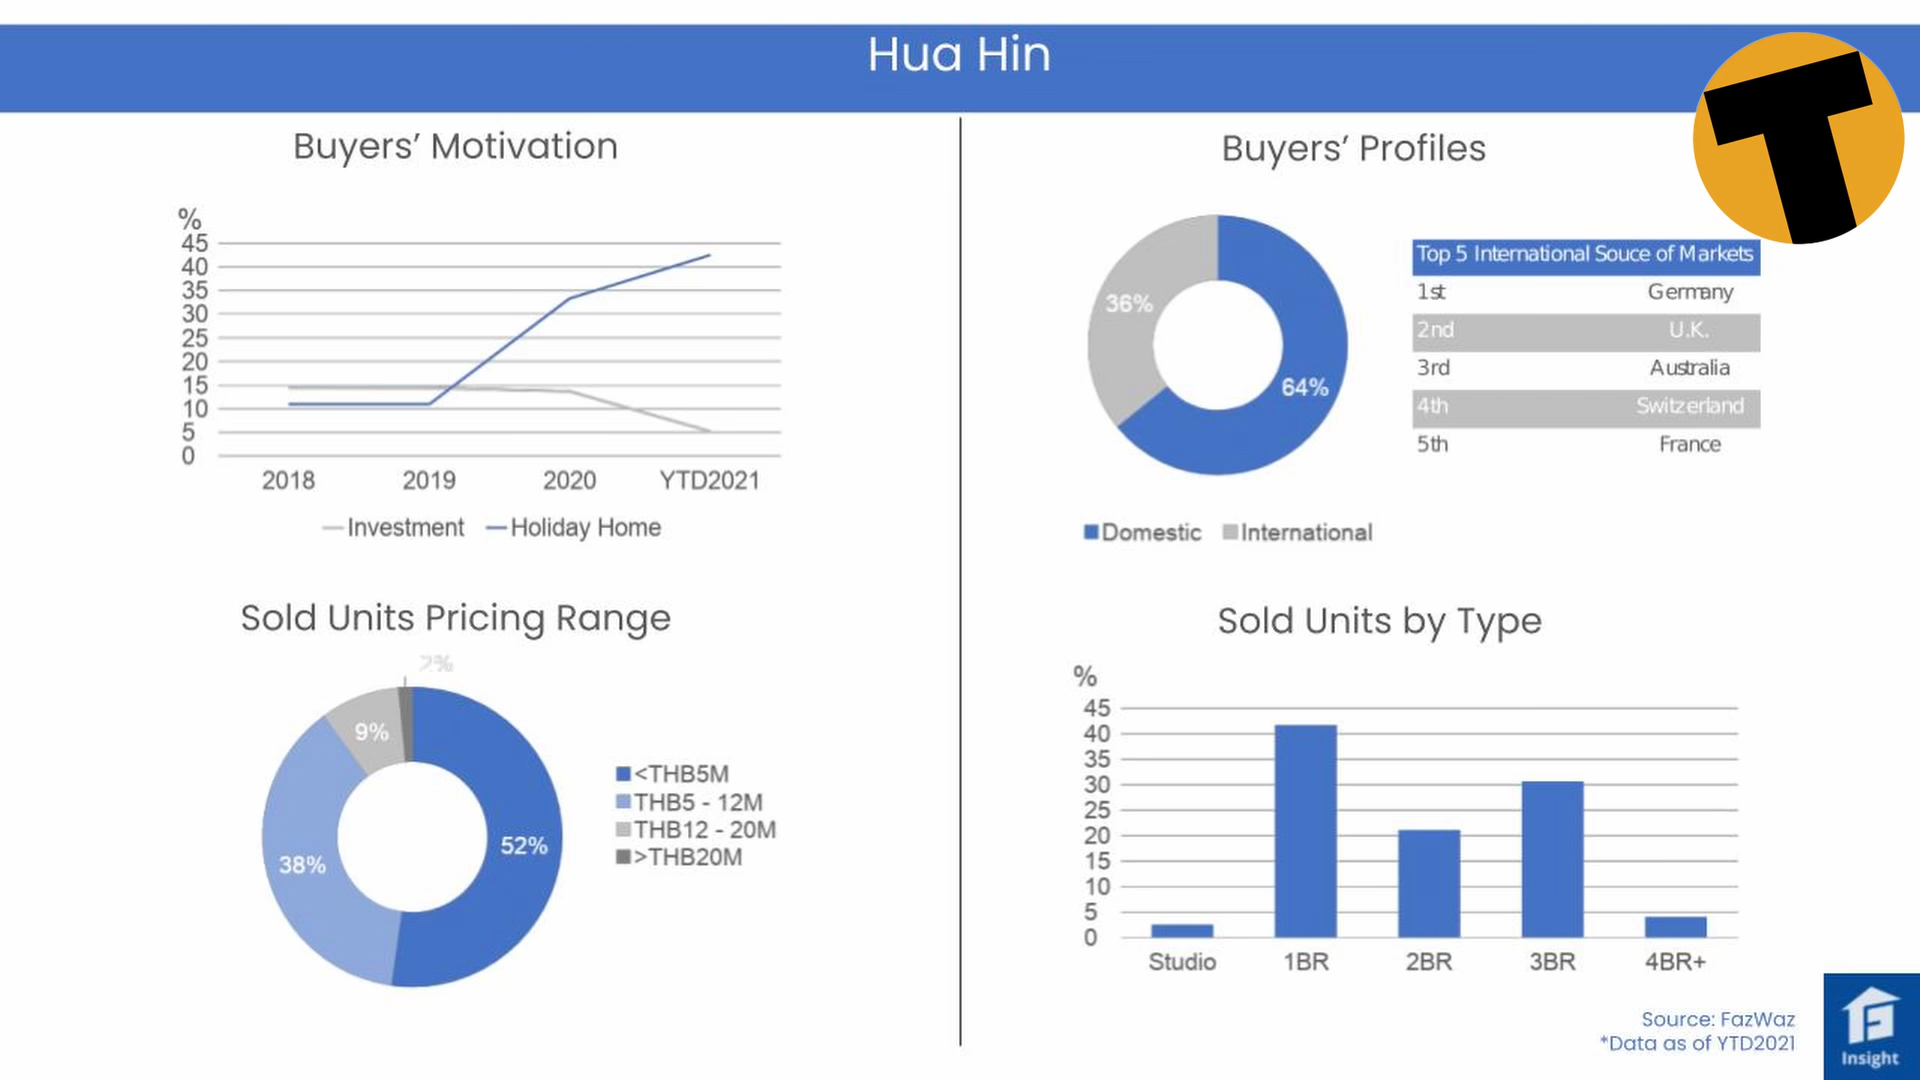 Hua Hin
T
Buyers’ Motivation
%
45
40
35
30
25
20
15
10
5
0
2018 2019 2020 YTD2021
Investment Holiday Home
Buyers’ Profiles
36%
64%
Domestic International
Top 5 International Souce of Markets
1st Germany
2nd U.K.
3rd Australia
4th Switzerland
5th France
Sold Units Pricing Range
2%
9%
52%
38%
<THB5M
THB5 - 12M
THB12 - 20M
>THB20M
Sold Units by Type
%
45
40
35
30
25
20
15
10
5
0
Studio 1BR 2BR 3BR 4BR+
Source: FazWaz
*Data as of YTD2021
Insight